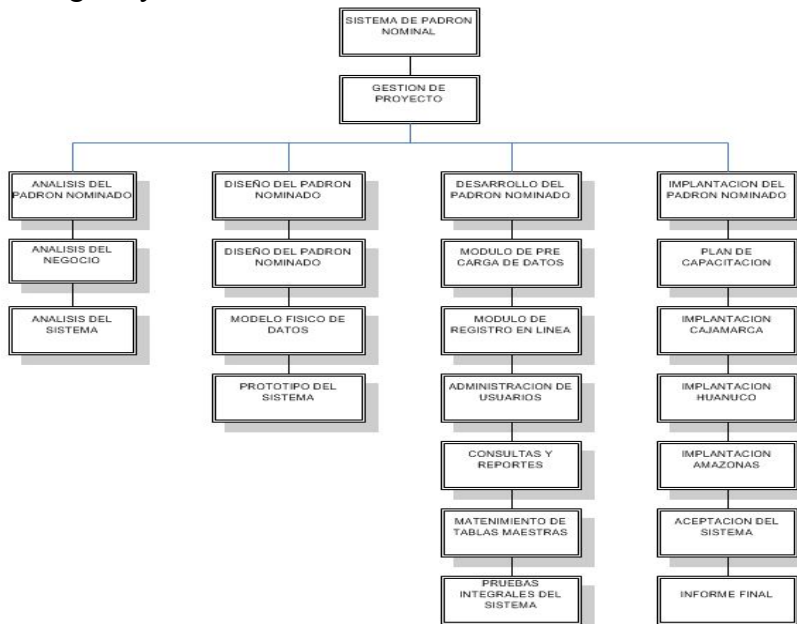 SISTEMA DE PADRON
NOMINAL
GESTION DE
PROYECTO
ANALISIS DEL
PADRON NOMINADO
ANALISIS DEL
NEGOCIO
ANALISIS DEL
SISTEMA
DISEÑO DEL PADRON
NOMINADO
DISEÑO DEL PADRON
NOMINADO
MODELO FISICO DE
DATOS
PROTOTIPO DEL
SISTEMA
DESARROLLO DEL
PADRON NOMINADO
MODULO DE PRE
CARGA DE DATOS
MODULO DE
REGISTRO EN LINEA
ADMINISTRACION DE
USUARIOS
CONSULTAS Y
REPORTES
MATENIMIENTO DE
TABLAS MAESTRAS
PRUEBAS
INTEGRALES DEL
SISTEMA
IMPLANTACION DEL
PADRON NOMINADO
PLAN DE
CAPACITACION
IMPLANTACION
CAJAMARCA
IMPLANTACION
HUANUCO
IMPLANTACION
AMAZONAS
ACEPTACION DEL
SISTEMA
INFORME FINAL